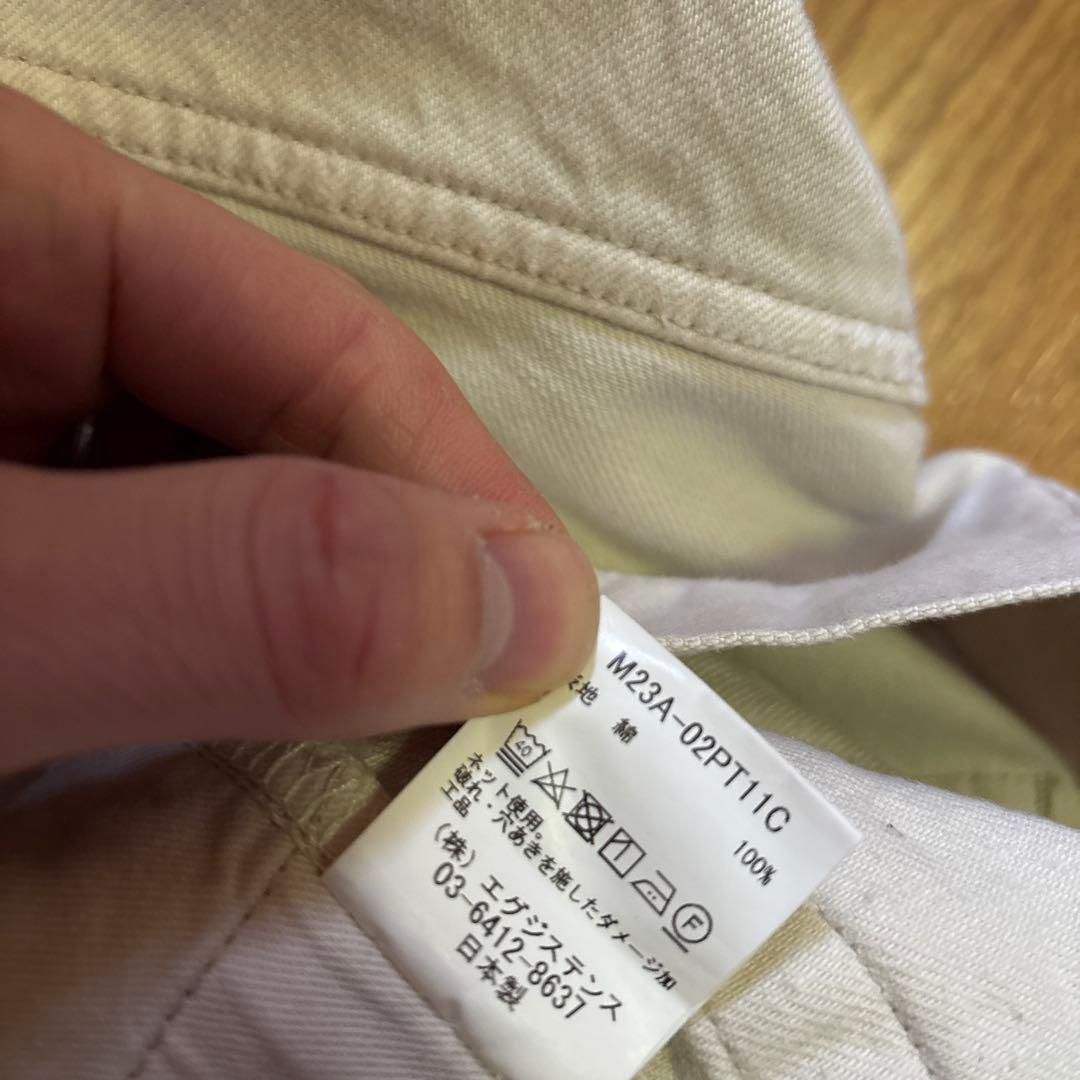 M23A-02PT11C
地 綿 100%
40 F
ネット使用。
破れ、穴あきを施したダメージ加
工品
(株) エグジステンス
03-6412-8637
日本製